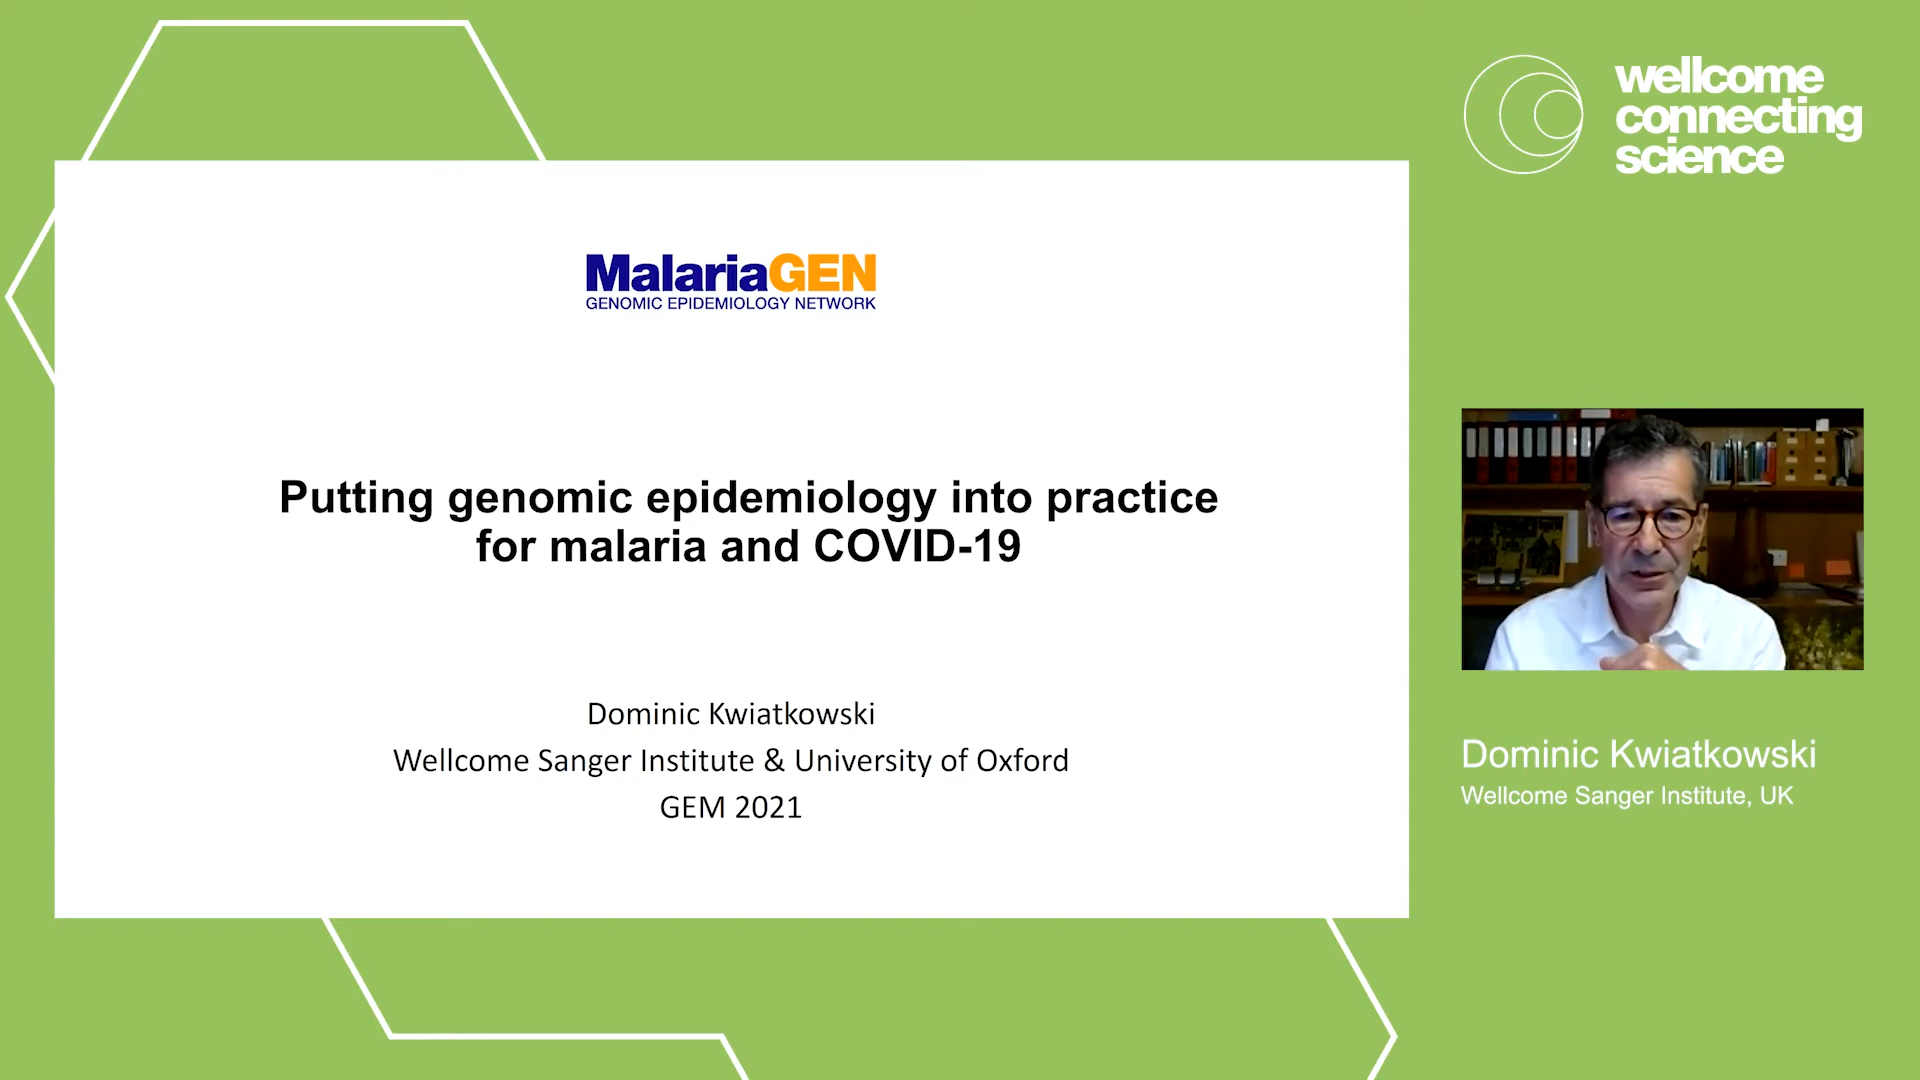 wellcome
connecting
science
MalariaGEN
GENOMIC EPIDEMIOLOGY NETWORK
Putting genomic epidemiology into practice
for malaria and COVID-19
Dominic Kwiatkowski
Wellcome Sanger Institute & University of Oxford
GEM 2021
Dominic Kwiatkowski
Wellcome Sanger Institute, UK